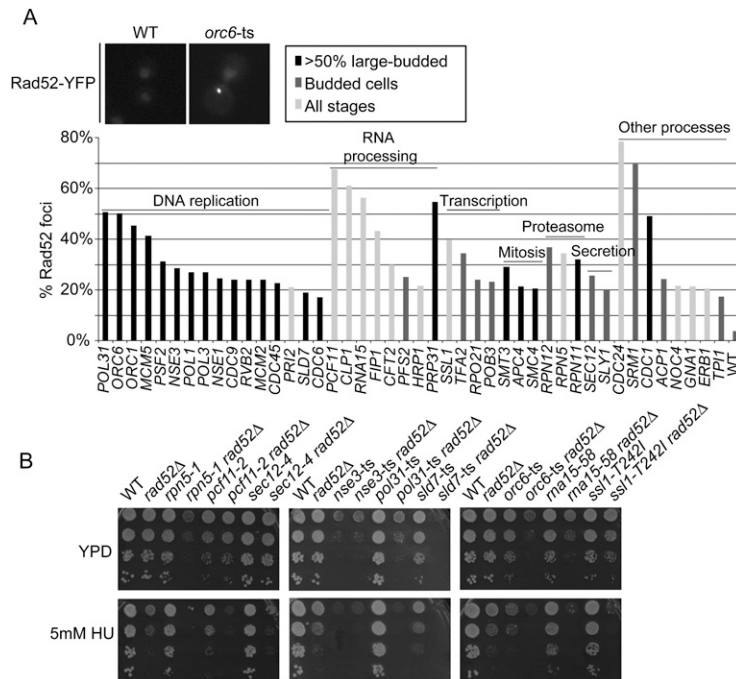 A
WT orc6-ts
Rad52-YFP
>50% large-budded
Budded cells
All stages
% Rad52 foci
80%
60%
40%
20%
0%
DNA replication
RNA
processing
Transcription
Mitosis
Proteasome
Secretion
Other processes
POL31 ORC6 ORC1 MCM5 PSF2 NSE3 POL1 POL3 NSE1 CDC9 RVB2 MCM2 CDC45 PRI2 SLD7 CDC6 PCF11 CLP1 RNA15 FIP1 CFT2 PFS2 HRP1 PRP31 SSL1 TFA2 RPO21 POB3 SMT3 APC4 SMC4 RPN12 RPN5 RPN11 SEC12 SLY1 CDC24 SRM1 CDC1 ACP1 NOC4 GNA1 ERB1 TPI1 WT
B
WT rad52Δ rpn5-1 rpn5-1 rad52Δ pcf11-2 pcf11-2 rad52Δ sec12-4 sec12-4 rad52Δ
WT rad52Δ nse3-ts nse3-ts rad52Δ pol31-ts pol31-ts rad52Δ sld7-ts sld7-ts rad52Δ
WT rad52Δ orc6-ts orc6-ts rad52Δ rna15-58 rna15-58 rad52Δ ssl1-T242I ssl1-T242I rad52Δ
YPD
5mM HU